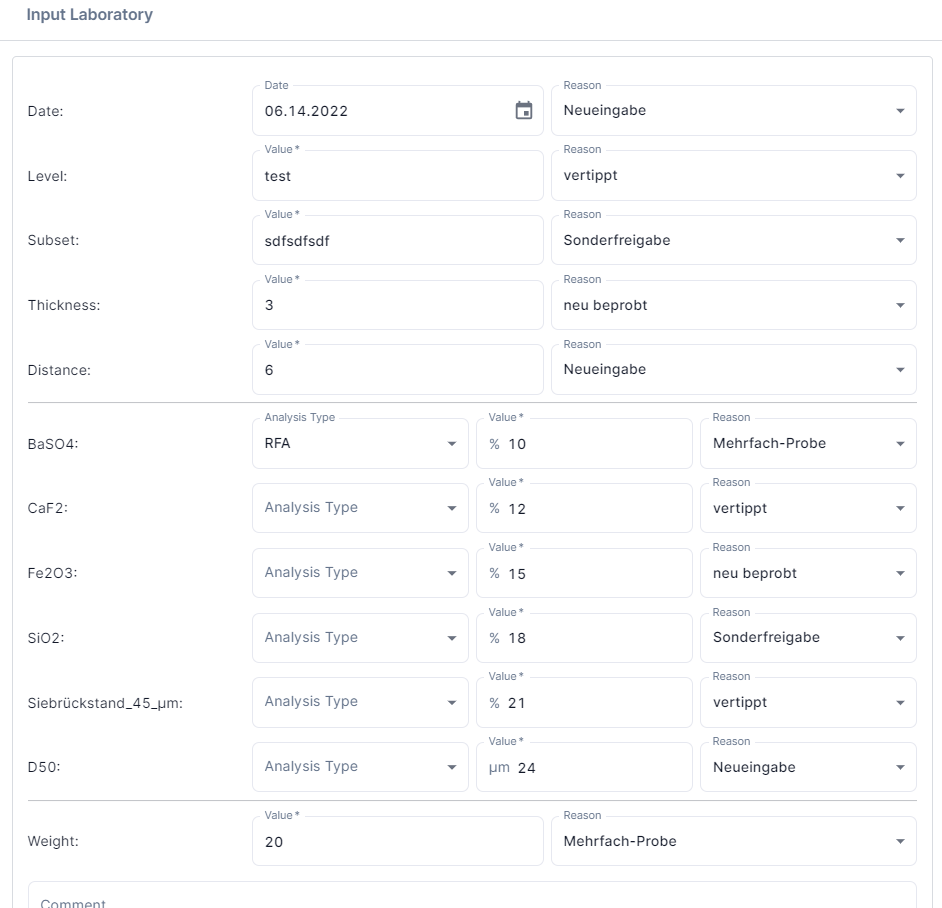 Input Laboratory
Date Reason
Date: 06.14.2022 Neueingabe
Value * Reason
Level: test vertippt
Value * Reason
Subset: sdfsdfsdf Sonderfreigabe
Value * Reason
Thickness: 3 neu beprobt
Value * Reason
Distance: 6 Neueingabe
Analysis Type Value * Reason
BaSO4: RFA % 10 Mehrfach-Probe
Value * Reason
CaF2: Analysis Type % 12 vertippt
Value * Reason
Fe2O3: Analysis Type % 15 neu beprobt
Value * Reason
SiO2: Analysis Type % 18 Sonderfreigabe
Value * Reason
Siebrückstand_45_µm: Analysis Type % 21 vertippt
Value * Reason
D50: Analysis Type µm 24 Neueingabe
Value * Reason
Weight: 20 Mehrfach-Probe
Comment